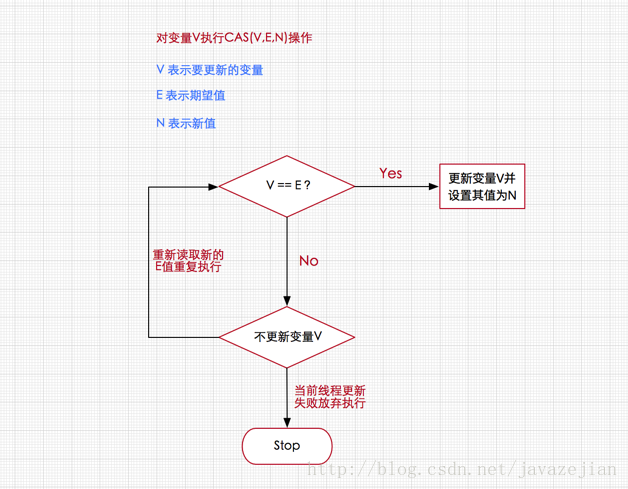 对变量V执行CAS(V,E,N)操作
V 表示要更新的变量
E 表示期望值
N 表示新值
V == E ?
Yes
更新变量V并
设置其值为N
重新读取新的
E值重复执行
No
不更新变量V
当前线程更新
失败放弃执行
Stop
http://blog.csdn.net/javazejian